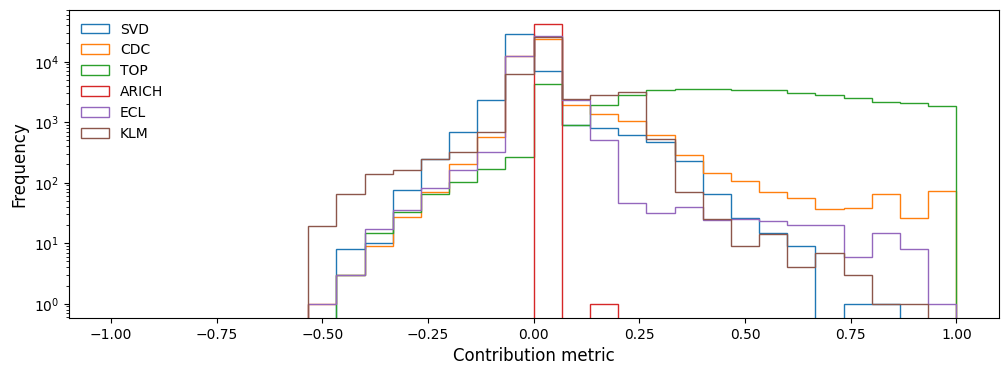 SVD
CDC
TOP
ARICH
ECL
KLM
Frequency
10⁴
10³
10²
10¹
10⁰
−1.00 −0.75 −0.50 −0.25 0.00 0.25 0.50 0.75 1.00
Contribution metric